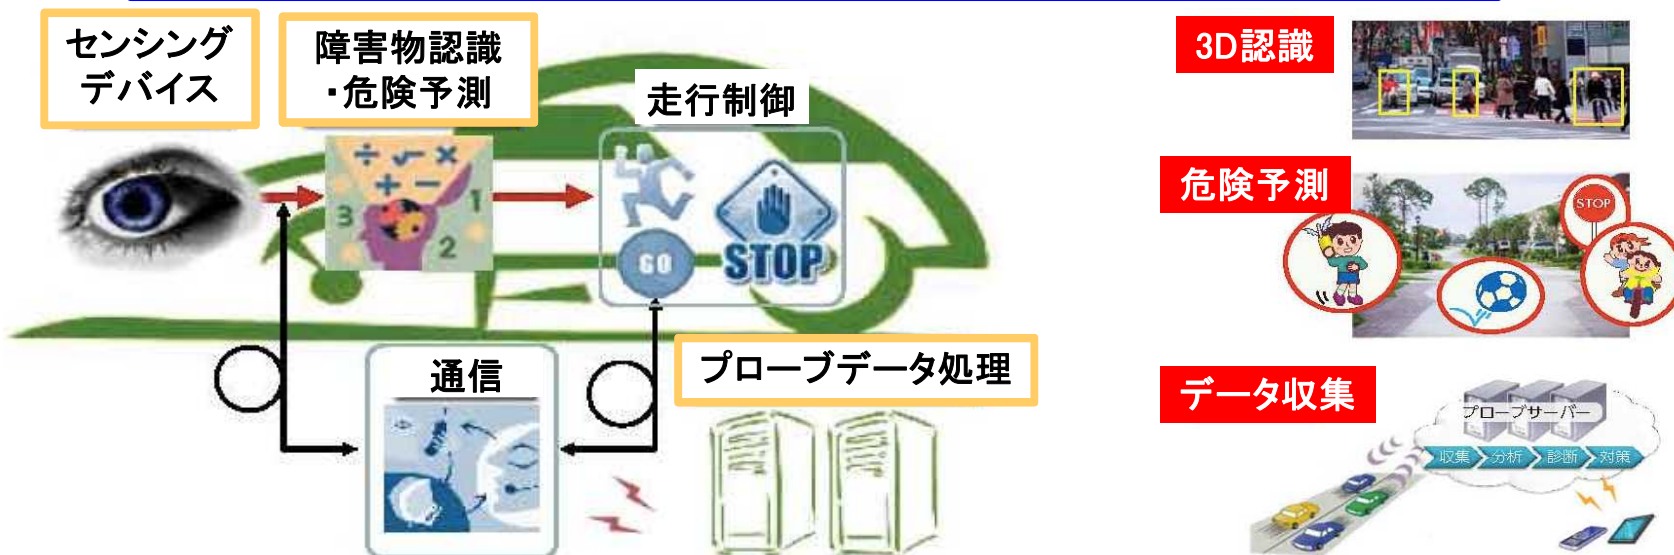 センシング
デバイス
障害物認識
・危険予測
走行制御
÷ √ ×
+ −
3
1
2
GO
STOP
通信
プローブデータ処理
3D認識
危険予測
STOP
データ収集
プローブサーバー
収集
分析
診断
対策